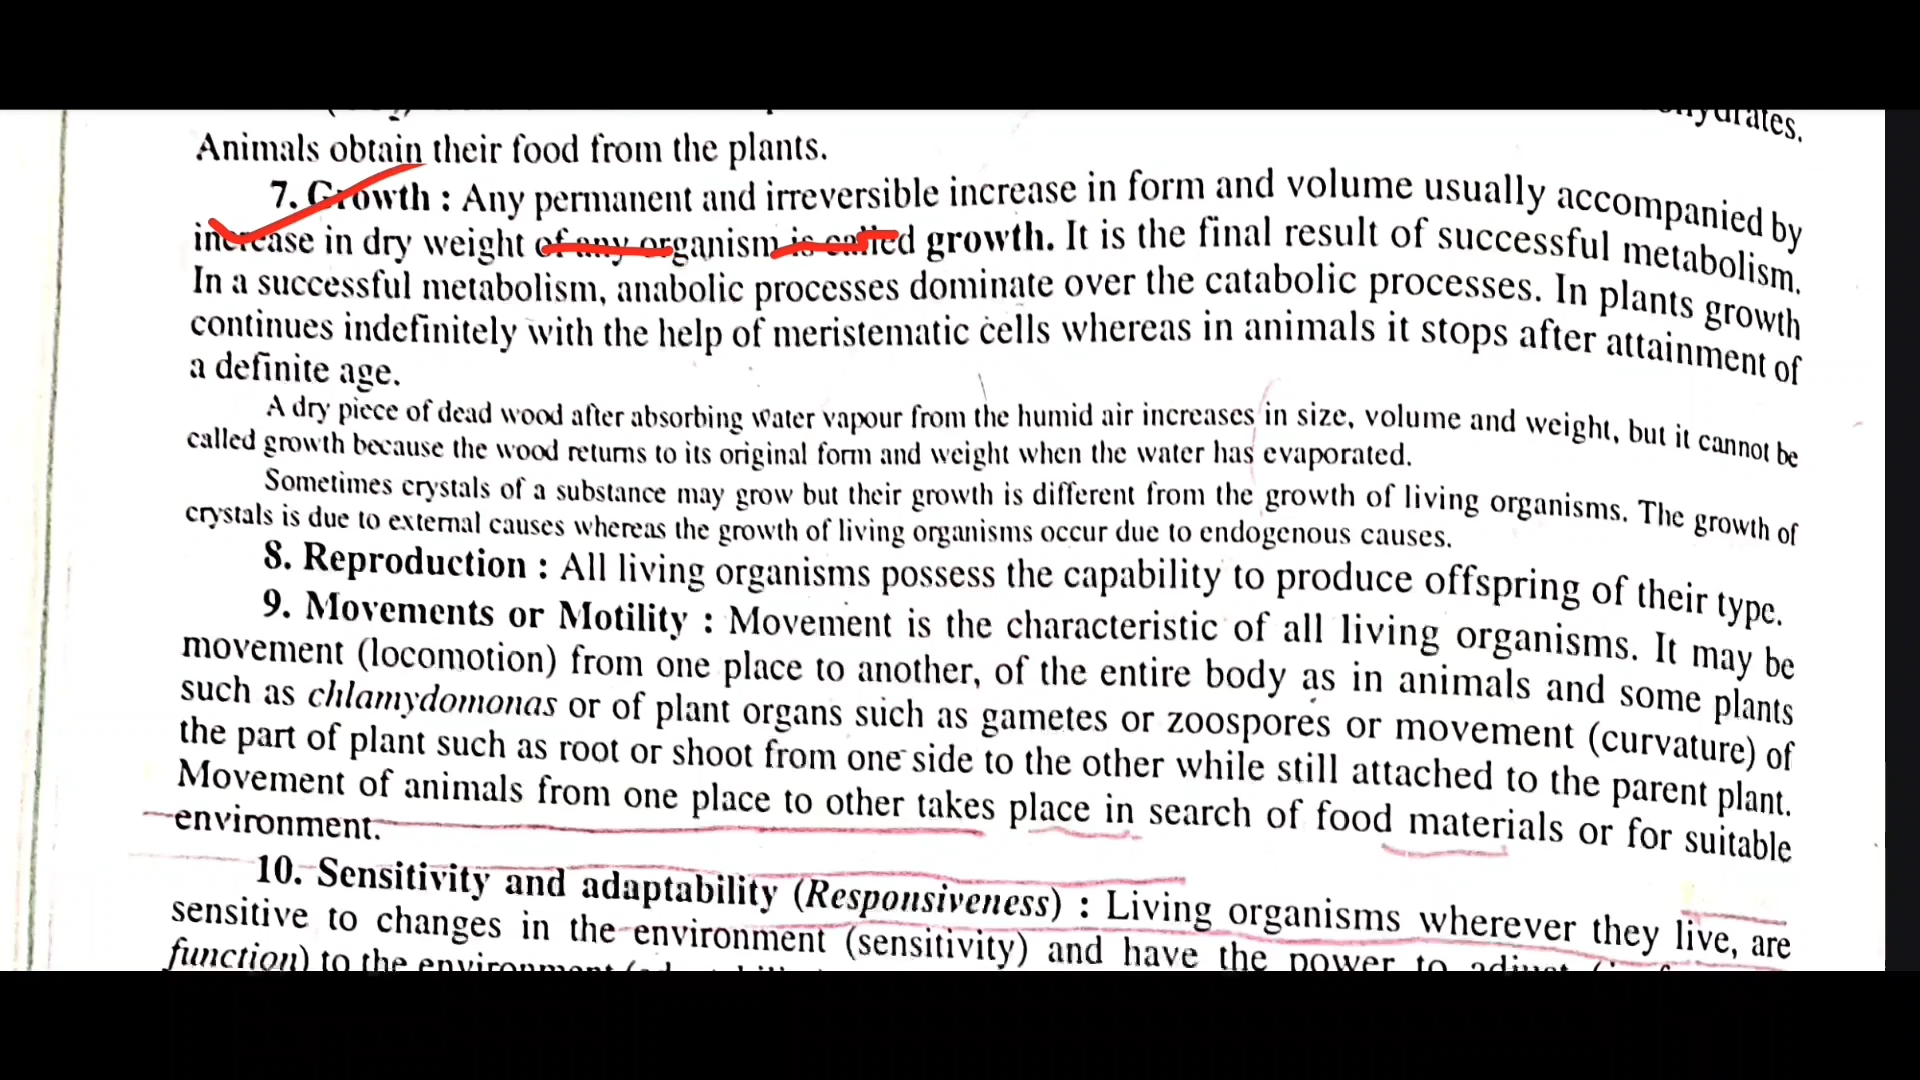 Animals obtain their food from the plants.
7. Growth : Any permanent and irreversible increase in form and volume usually accompanied by
increase in dry weight of any organism is called growth. It is the final result of successful metabolism.
In a successful metabolism, anabolic processes dominate over the catabolic processes. In plants growth
continues indefinitely with the help of meristematic cells whereas in animals it stops after attainment of
a definite age.
A dry piece of dead wood after absorbing water vapour from the humid air increases in size, volume and weight, but it cannot be
called growth because the wood returns to its original form and weight when the water has evaporated.
Sometimes crystals of a substance may grow but their growth is different from the growth of living organisms. The growth of
crystals is due to external causes whereas the growth of living organisms occur due to endogenous causes.
8. Reproduction : All living organisms possess the capability to produce offspring of their type.
9. Movements or Motility : Movement is the characteristic of all living organisms. It may be
movement (locomotion) from one place to another, of the entire body as in animals and some plants
such as chlamydomonas or of plant organs such as gametes or zoospores or movement (curvature) of
the part of plant such as root or shoot from one side to the other while still attached to the parent plant.
Movement of animals from one place to other takes place in search of food materials or for suitable
environment.
10. Sensitivity and adaptability (Responsiveness) : Living organisms wherever they live, are
sensitive to changes in the environment (sensitivity) and have the power to adjust
function) to the environment